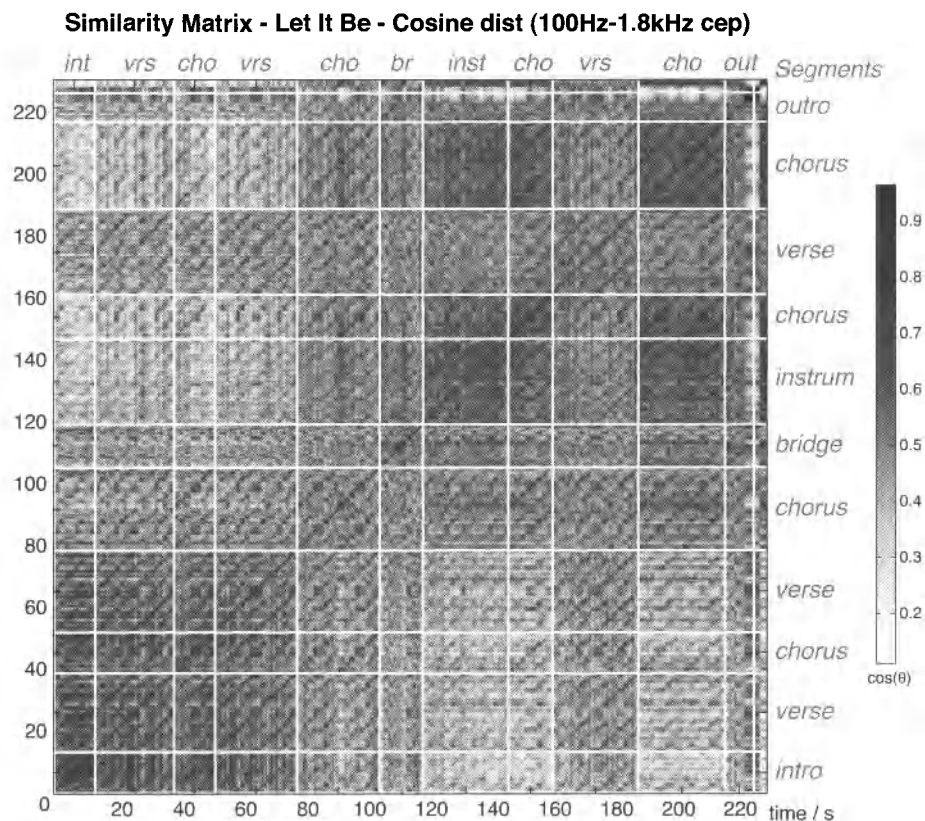 Similarity Matrix - Let It Be - Cosine dist (100Hz-1.8kHz cep)
int vrs cho vrs cho br inst cho vrs cho out Segments
220 outro
200 chorus
180 verse
160 chorus
140 instrum
120 bridge
100 chorus
80
60 verse
40 chorus
20 verse
intro
0 20 40 60 80 100 120 140 160 180 200 220 time / s
0.9
0.8
0.7
0.6
0.5
0.4
0.3
0.2
cos(θ)